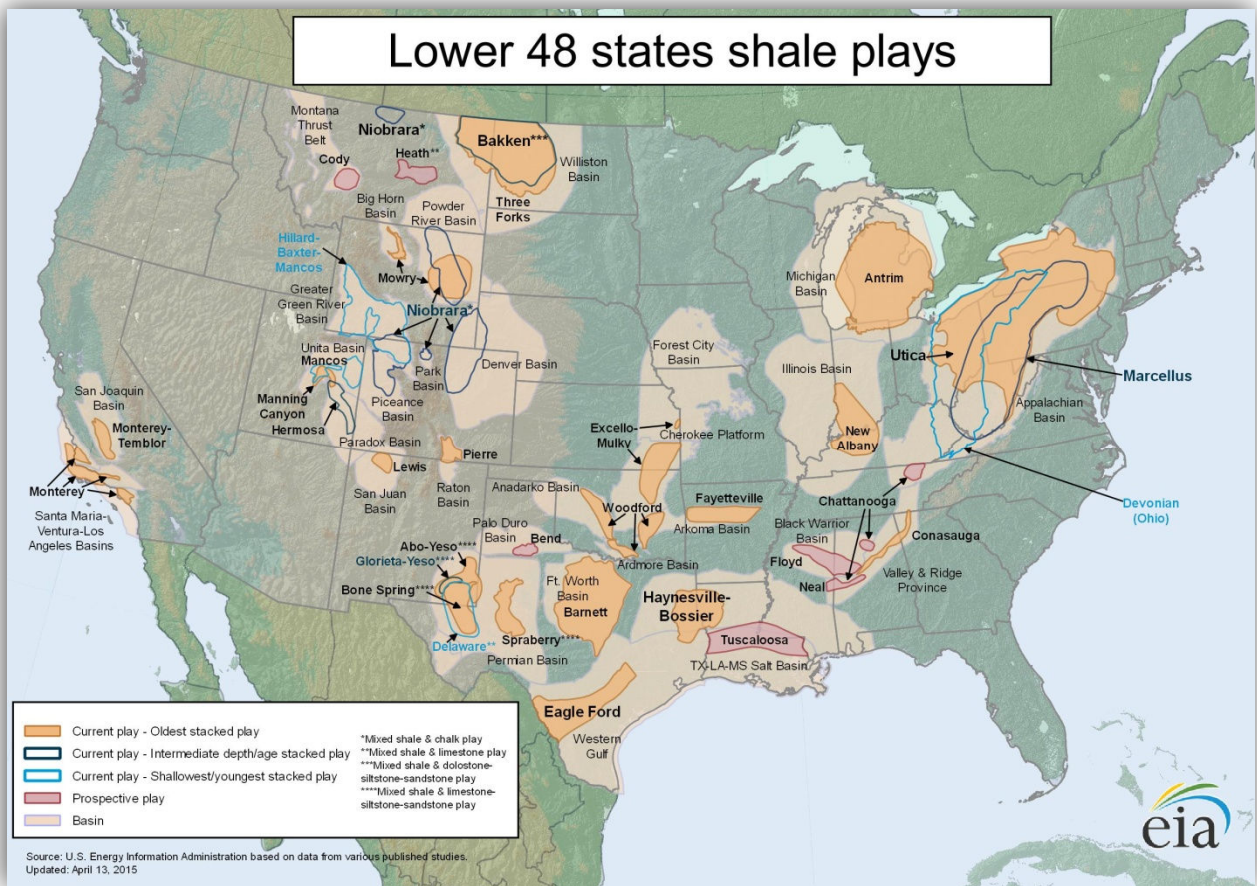 Lower 48 states shale plays
Montana
Thrust
Belt
Niobrara*
Bakken***
Cody
Heath**
Williston
Basin
Big Horn
Basin
Powder
River Basin
Three
Forks
Hillard-
Baxter-
Mancos
Mowry
Greater
Green River
Basin
Niobrara*
Michigan
Basin
Antrim
Unita Basin
Mancos
Park
Basin
Denver Basin
Forest City
Basin
Illinois Basin
Utica
Marcellus
San Joaquin
Basin
Manning
Canyon
Hermosa
Piceance
Basin
Appalachian
Basin
Monterey-
Temblor
Paradox Basin
Excello-
Mulky
Cherokee Platform
New
Albany
Lewis
Pierre
Monterey
San Juan
Basin
Raton
Basin
Anadarko Basin
Woodford
Fayetteville
Chattanooga
Devonian
(Ohio)
Santa Maria-
Ventura-Los
Angeles Basins
Palo Duro
Basin
Bend
Arkoma Basin
Black Warrior
Basin
Conasauga
Abo-Yeso****
Glorieta-Yeso****
Ardmore Basin
Floyd
Neal
Valley & Ridge
Province
Bone Spring****
Ft. Worth
Basin
Barnett
Haynesville-
Bossier
Delaware**
Spraberry****
Permian Basin
Tuscaloosa
TX-LA-MS Salt Basin
Eagle Ford
Western
Gulf
Current play - Oldest stacked play
Current play - Intermediate depth/age stacked play
Current play - Shallowest/youngest stacked play
Prospective play
Basin
*Mixed shale & chalk play
**Mixed shale & limestone play
***Mixed shale & dolostone-
siltstone-sandstone play
****Mixed shale & limestone-
siltstone-sandstone play
Source: U.S. Energy Information Administration based on data from various published studies.
Updated: April 13, 2015
eia